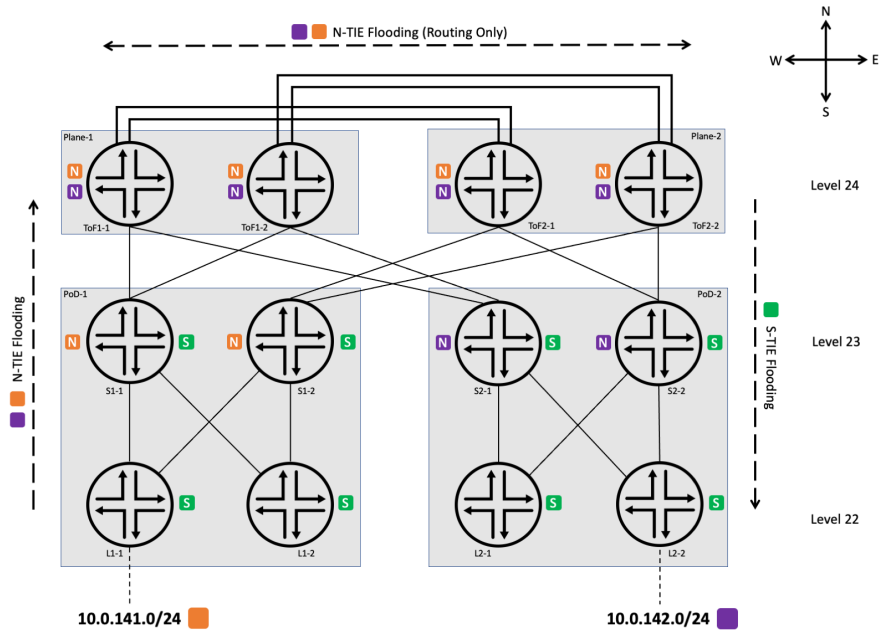 N-TIE Flooding (Routing Only)
N
W
E
S
Plane-1
Plane-2
N
N
N
N
N
N
N
N
Level 24
ToF1-1
ToF1-2
ToF2-1
ToF2-2
N-TIE Flooding
S-TIE Flooding
PoD-1
PoD-2
N
S
N
S
N
S
N
S
Level 23
S1-1
S1-2
S2-1
S2-2
S
S
S
S
Level 22
L1-1
L1-2
L2-1
L2-2
10.0.141.0/24
10.0.142.0/24